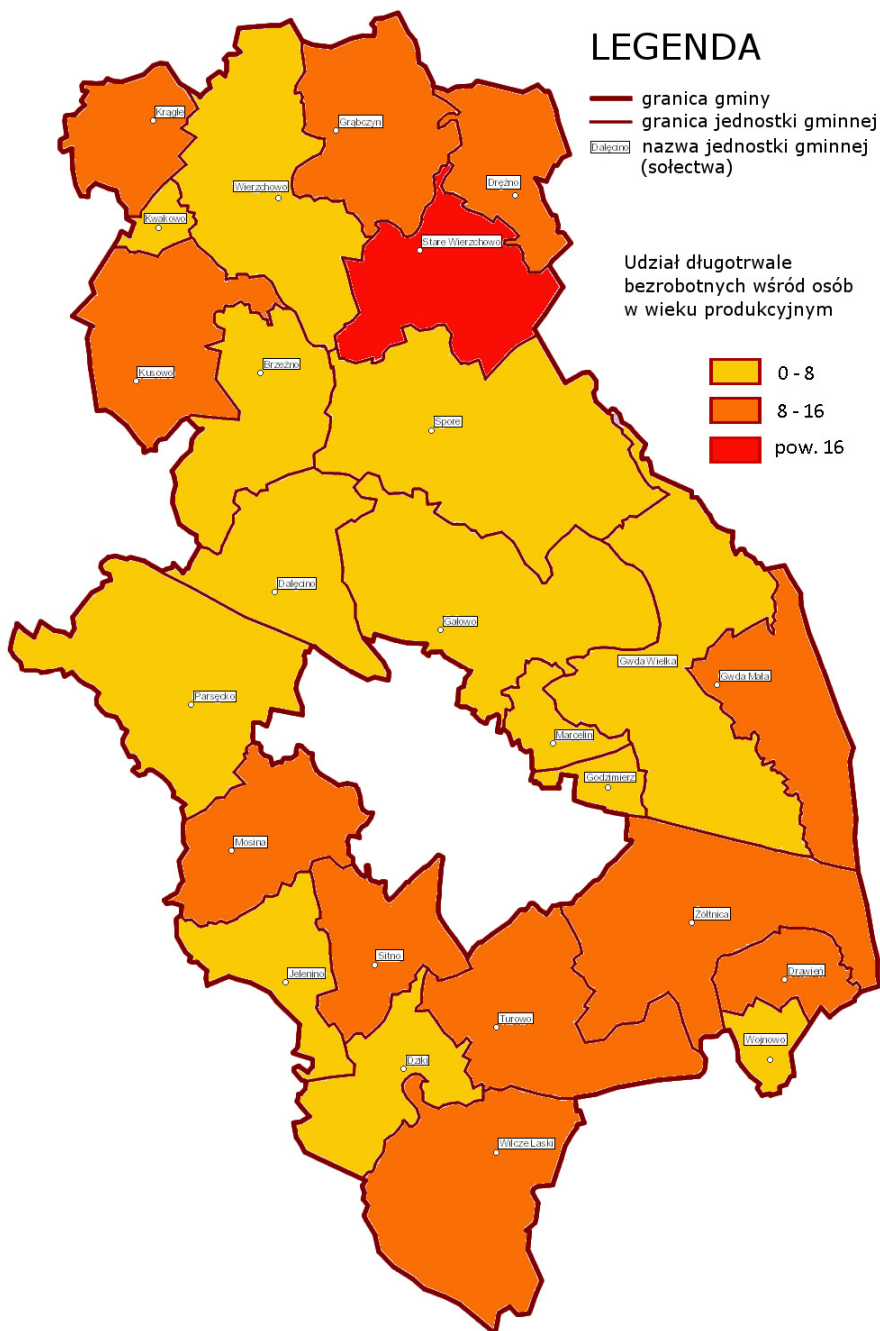 LEGENDA
granica gminy
granica jednostki gminnej
Dalęcino
nazwa jednostki gminnej
(sołectwa)
Udział długotrwale
bezrobotnych wśród osób
w wieku produkcyjnym
0 - 8
8 - 16
pow. 16
Krągłe
Grąbczyn
Drężno
Wierzchowo
Kwakowo
Stare Wierzchowo
Kusowo
Brzeźno
Spore
Dalęcino
Gałowo
Gwda Wielka
Gwda Mała
Parsęcko
Marcelin
Godzimierz
Mosina
Żółtnica
Sitno
Drawień
Jelenino
Turowo
Wojnowo
Dziki
Wilcze Laski